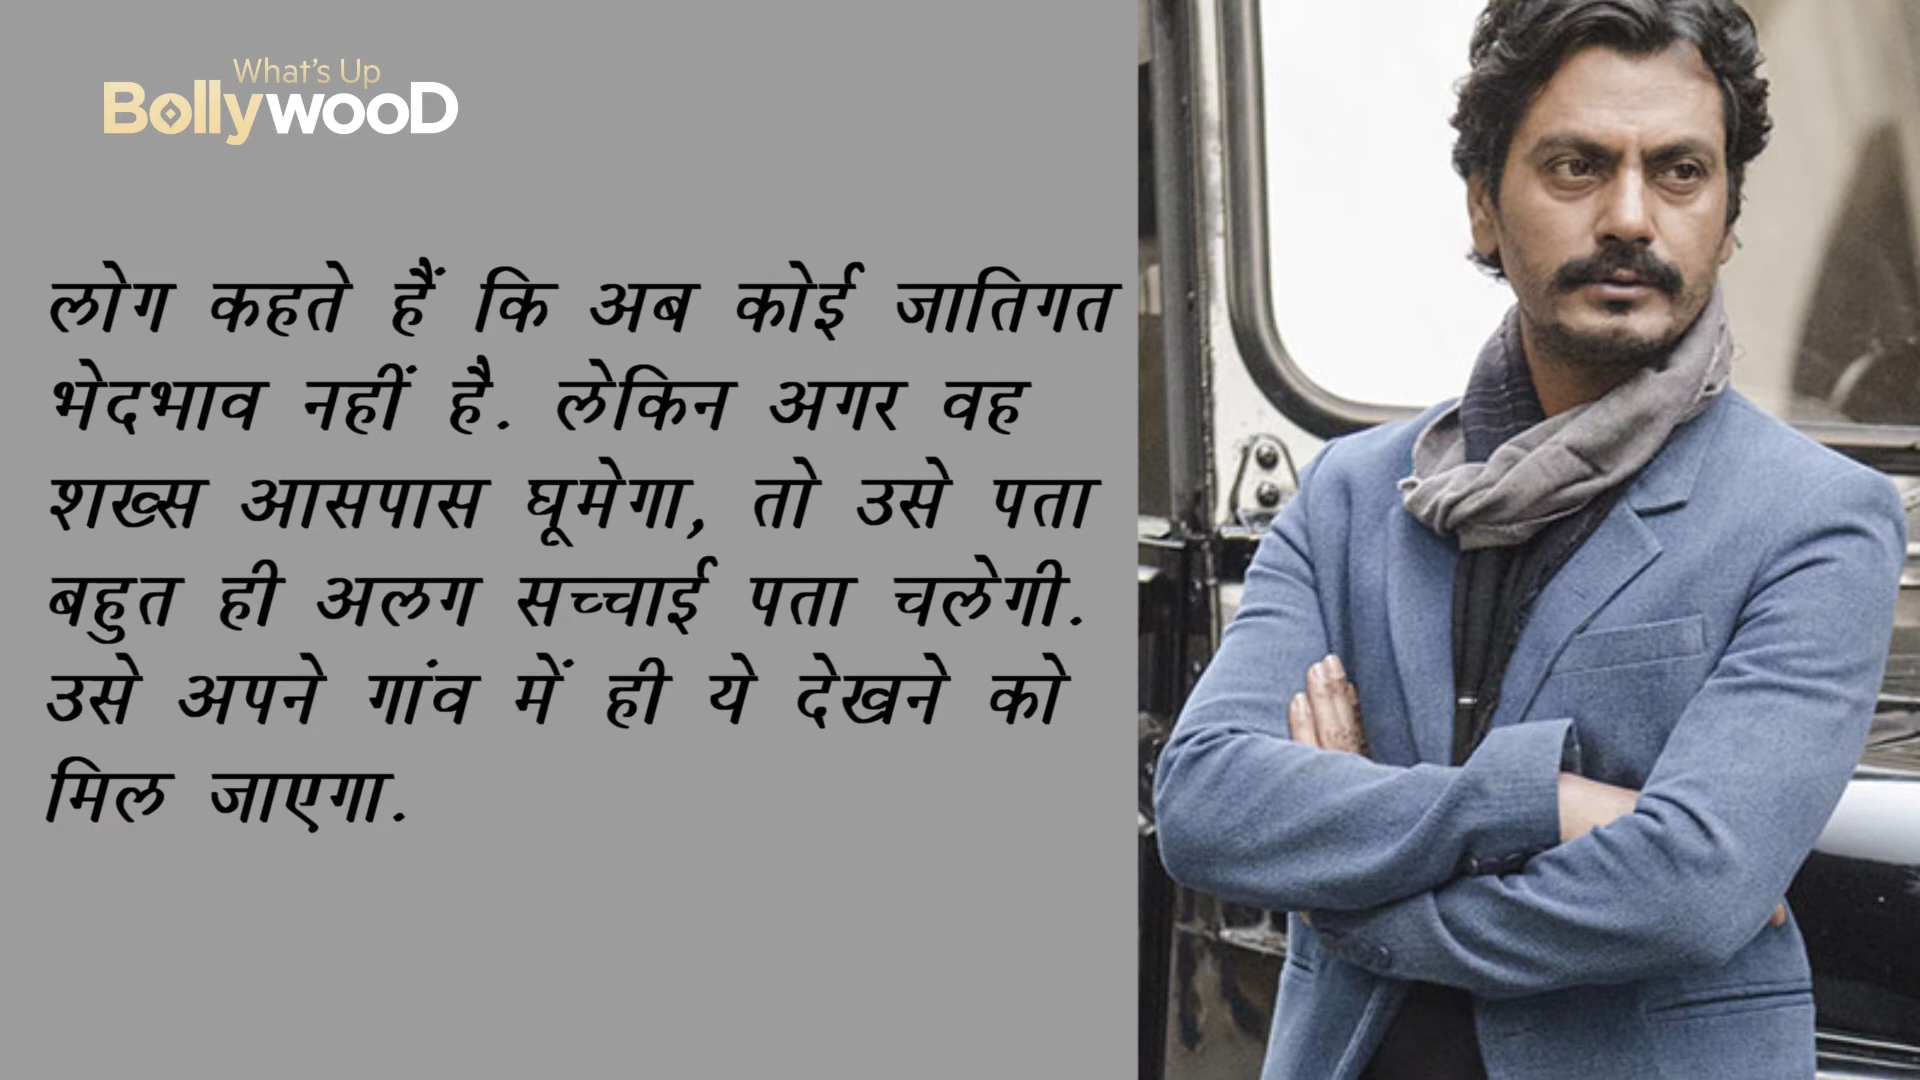 What's Up
BollywooD
लोग कहते हैं कि अब कोई जातिगत
भेदभाव नहीं है. लेकिन अगर वह
शख्स आसपास घूमेगा, तो उसे पता
बहुत ही अलग सच्चाई पता चलेगी.
उसे अपने गांव में ही ये देखने को
मिल जाएगा.